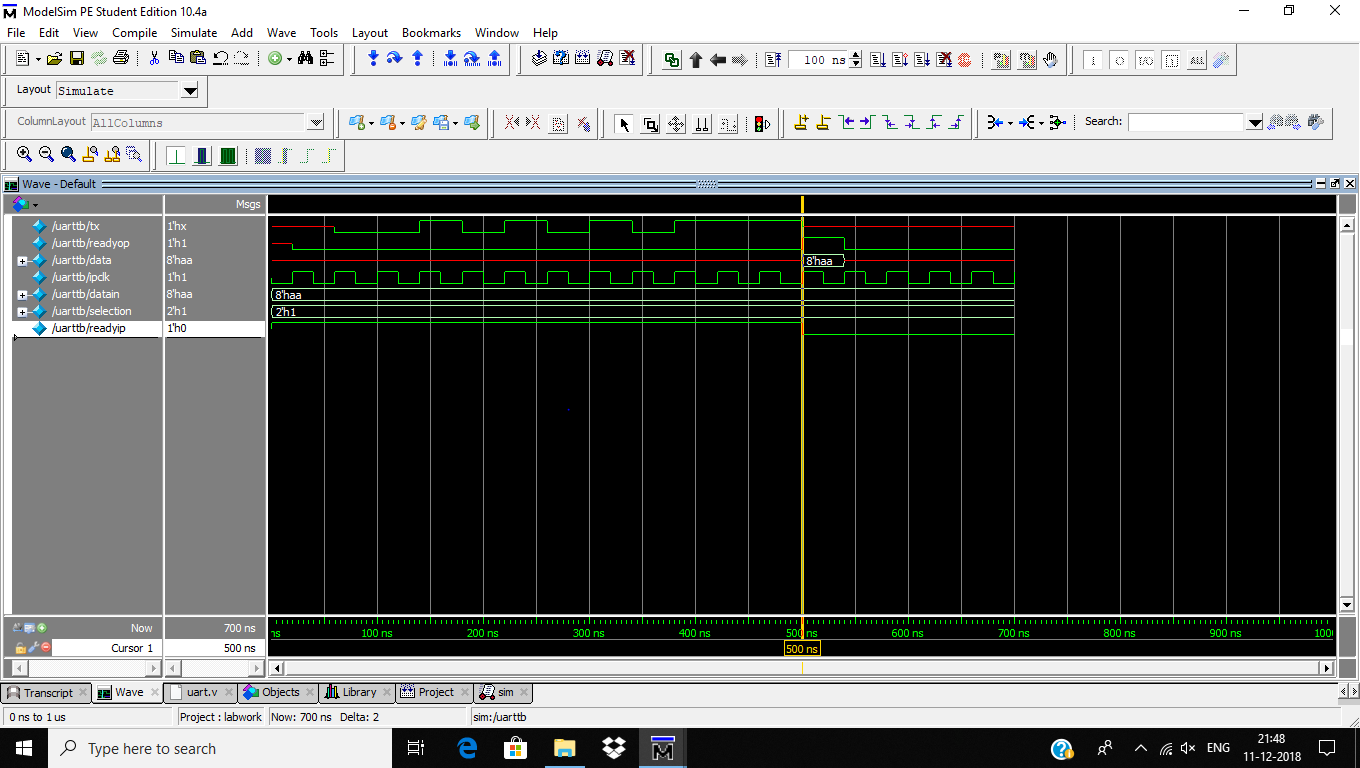 ModelSim PE Student Edition 10.4a
File Edit View Compile Simulate Add Wave Tools Layout Bookmarks Window Help
100 ns
Layout Simulate
ColumnLayout AllColumns
Search:
Wave - Default
Msgs
/uarttb/tx 1'hx
/uarttb/readyop 1'h1
/uarttb/data 8'haa 8'haa
/uarttb/ipclk 1'h1
/uarttb/datain 8'haa 8'haa
/uarttb/selection 2'h1 2'h1
/uarttb/readyip 1'h0
Now 700 ns ns 100 ns 200 ns 300 ns 400 ns 500 ns 600 ns 700 ns 800 ns 900 ns 1000
Cursor 1 500 ns 500 ns
Transcript Wave uart.v Objects Library Project sim
0 ns to 1 us Project : labwork Now: 700 ns Delta: 2 sim:/uarttb
Type here to search
ENG
21:48
11-12-2018